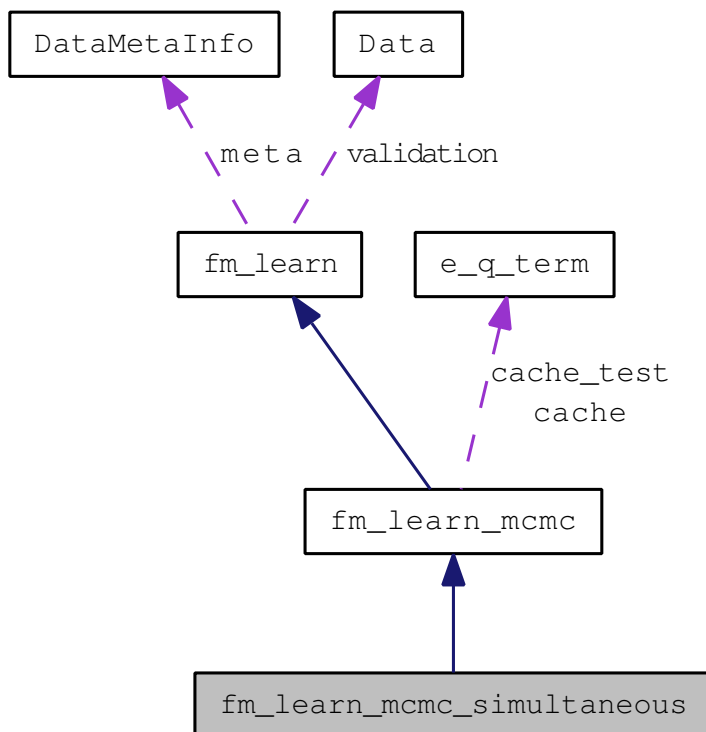 DataMetaInfo
Data
meta
validation
fm_learn
e_q_term
cache_test
cache
fm_learn_mcmc
fm_learn_mcmc_simultaneous